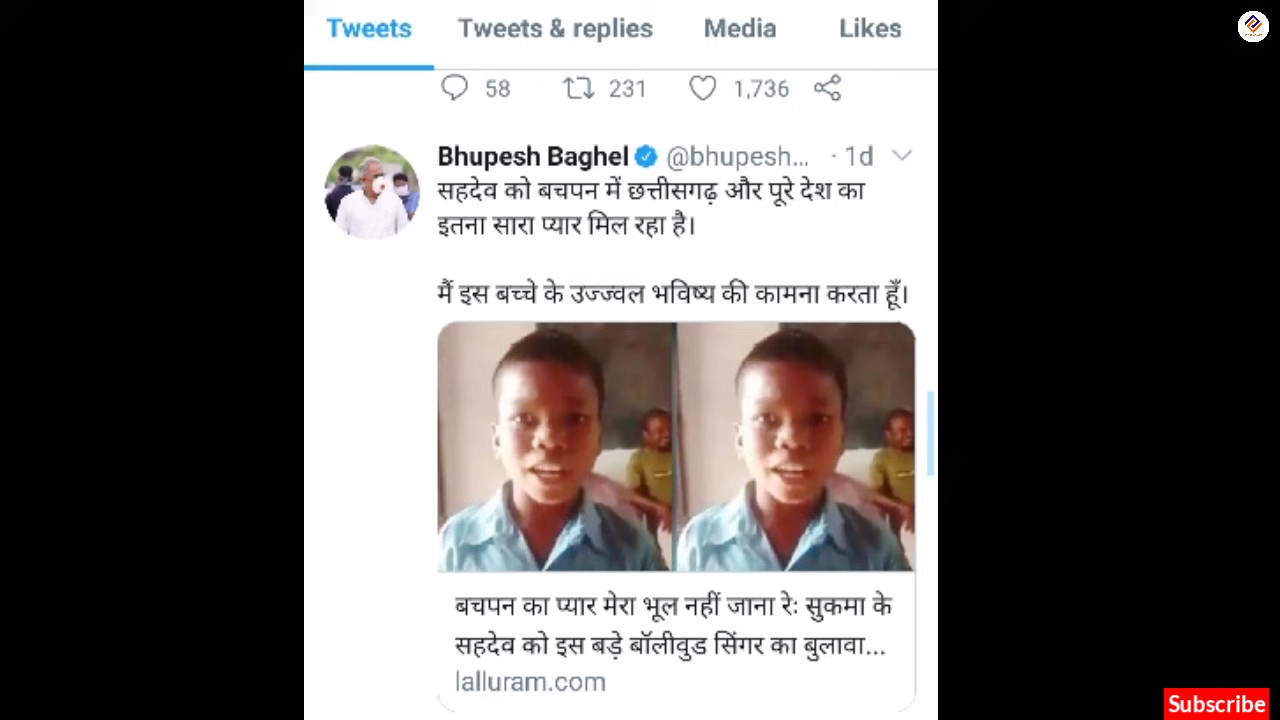 Tweets Tweets & replies Media Likes
58 231 1,736
Bhupesh Baghel @bhupesh... · 1d
सहदेव को बचपन में छत्तीसगढ़ और पूरे देश का
इतना सारा प्यार मिल रहा है।
मैं इस बच्चे के उज्ज्वल भविष्य की कामना करता हूँ।
बचपन का प्यार मेरा भूल नहीं जाना रेः सुकमा के
सहदेव को इस बड़े बॉलीवुड सिंगर का बुलावा...
lalluram.com
Subscribe